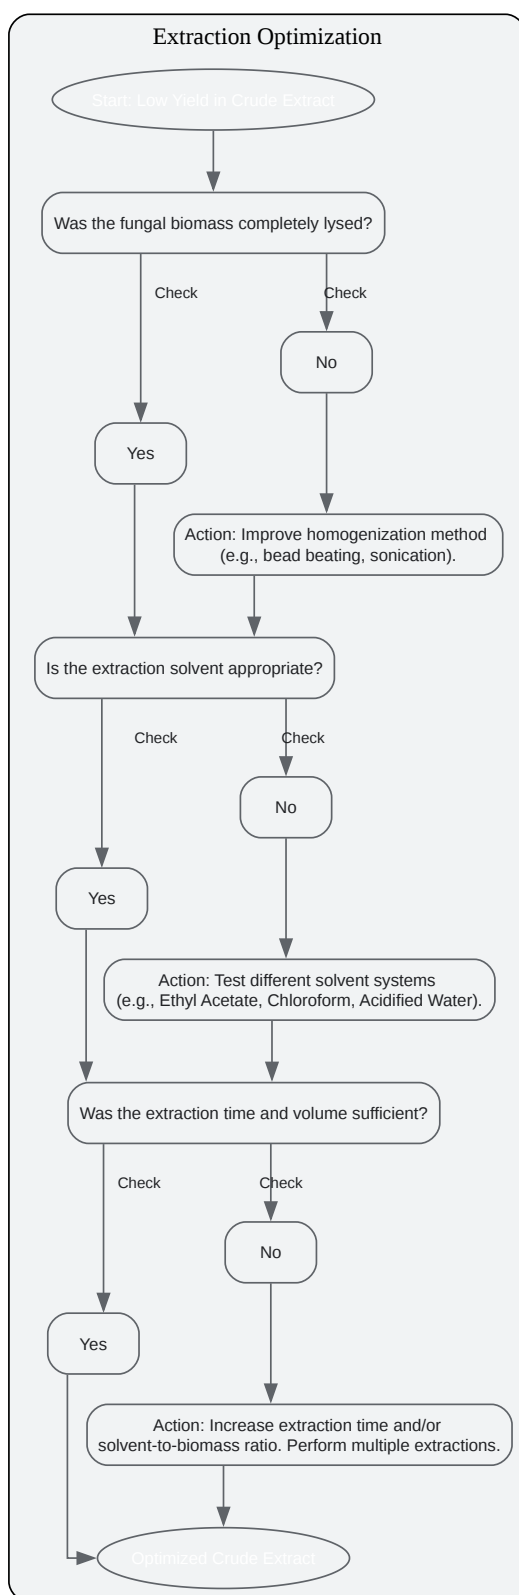 Extraction Optimization
Start: Low Yield in Crude Extract
Was the fungal biomass completely lysed?
Check
Check
No
Yes
Action: Improve homogenization method
(e.g., bead beating, sonication).
Is the extraction solvent appropriate?
Check
Check
No
Yes
Action: Test different solvent systems
(e.g., Ethyl Acetate, Chloroform, Acidified Water).
Was the extraction time and volume sufficient?
Check
Check
No
Yes
Action: Increase extraction time and/or
solvent-to-biomass ratio. Perform multiple extractions.
Optimized Crude Extract